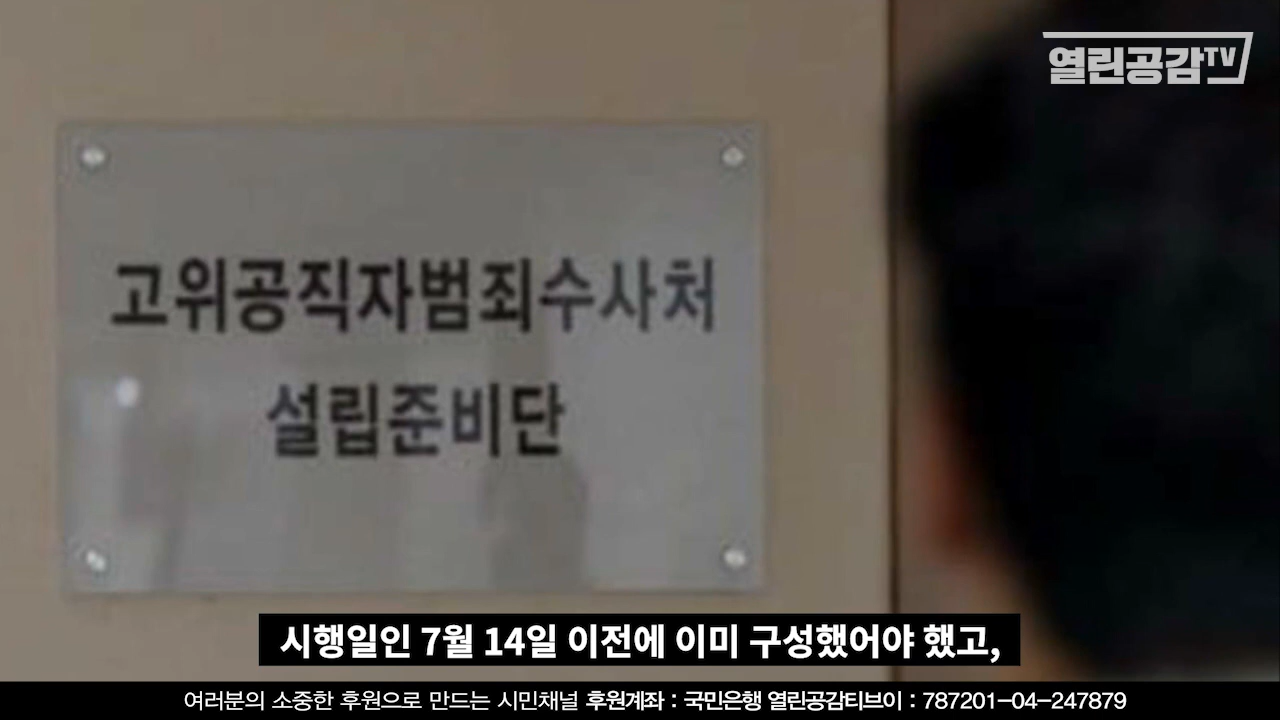 열린공감TV
고위공직자범죄수사처
설립준비단
시행일인 7월 14일 이전에 이미 구성했어야 했고,
여러분의 소중한 후원으로 만드는 시민채널 후원계좌 : 국민은행 열린공감티브이 : 787201-04-247879